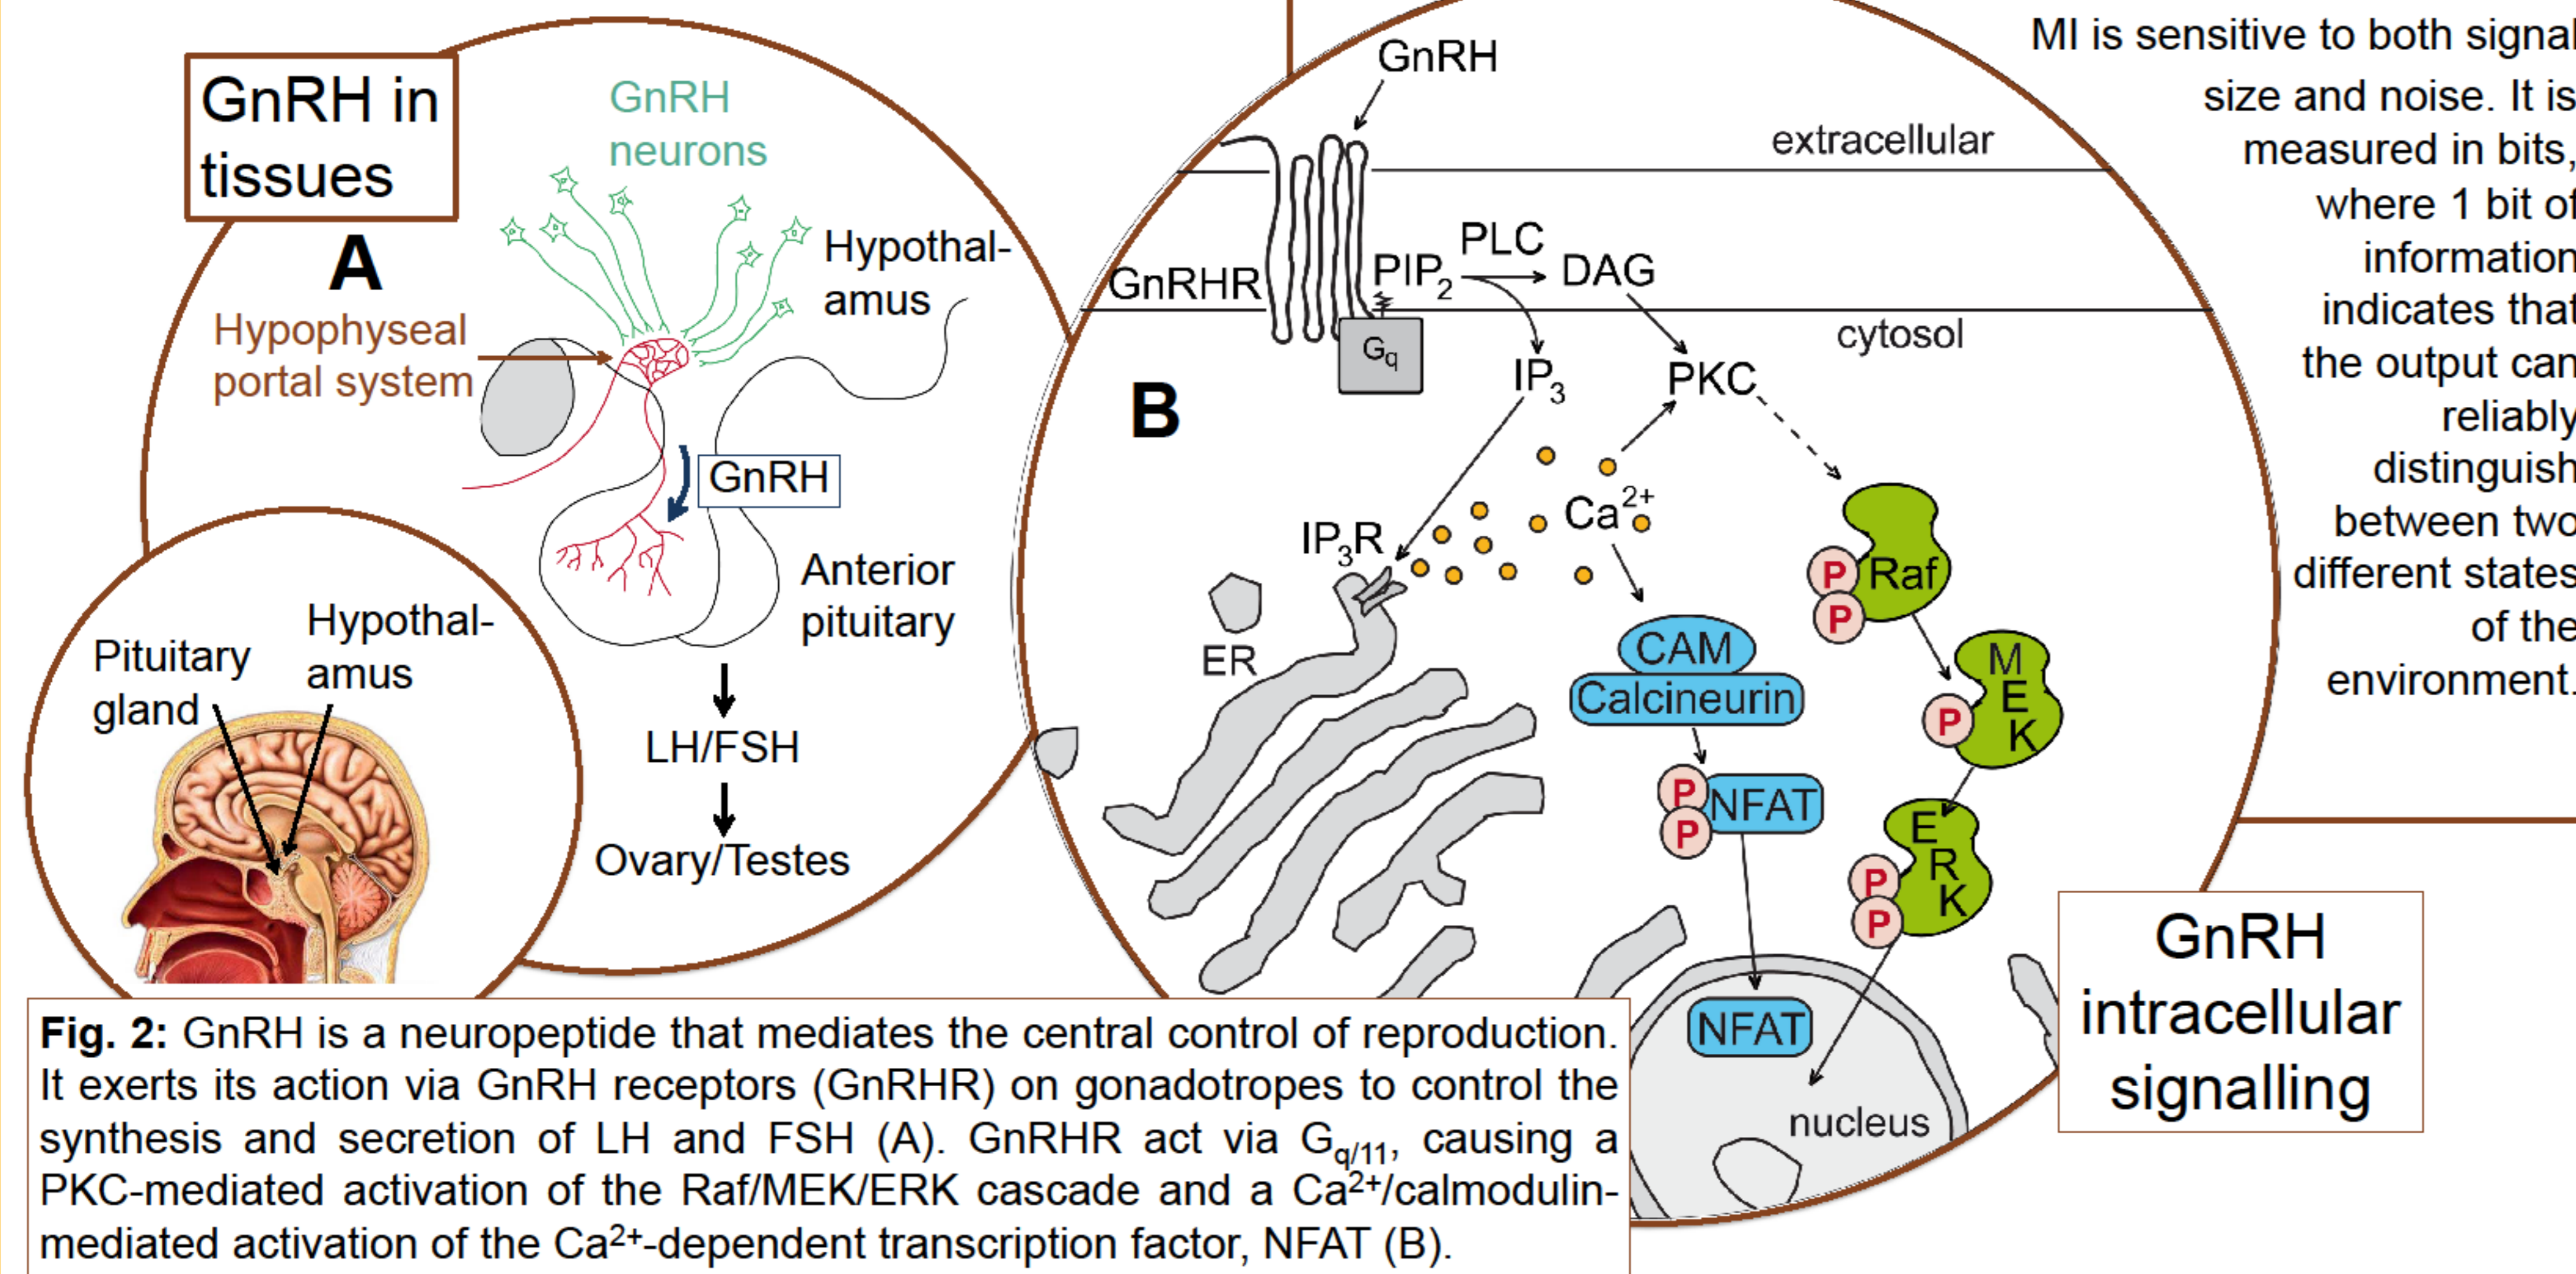 GnRH in
tissues
A
GnRH
neurons
Hypothal-
amus
Hypophyseal
portal system
GnRH
Anterior
pituitary
LH/FSH
Ovary/Testes
Pituitary
gland
Hypothal-
amus
B
GnRH
extracellular
GnRHR
PIP2
PLC
DAG
Gq
cytosol
IP3
PKC
Ca2+
IP3R
ER
CAM
Calcineurin
P
P
NFAT
NFAT
P
P
Raf
P
M
E
K
P
P
E
R
K
nucleus
GnRH
intracellular
signalling
MI is sensitive to both signal
size and noise. It is
measured in bits,
where 1 bit of
information
indicates that
the output can
reliably
distinguish
between two
different states
of the
environment.
Fig. 2: GnRH is a neuropeptide that mediates the central control of reproduction.
It exerts its action via GnRH receptors (GnRHR) on gonadotropes to control the
synthesis and secretion of LH and FSH (A). GnRHR act via Gq/11, causing a
PKC-mediated activation of the Raf/MEK/ERK cascade and a Ca2+/calmodulin-
mediated activation of the Ca2+-dependent transcription factor, NFAT (B).